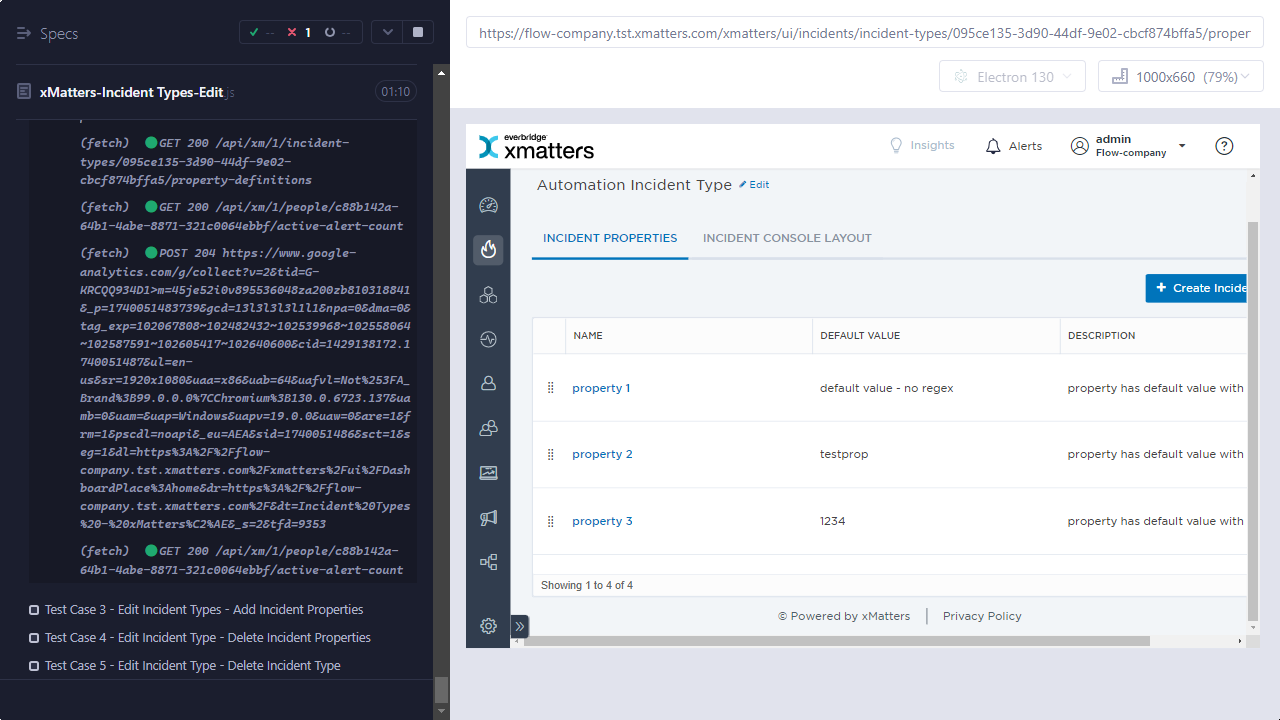 Specs
--
1
--
xMatters-Incident Types-Edit.js
01:10
(fetch) GET 200 /api/xm/1/incident-
types/095ce135-3d90-44df-9e02-
cbcf874bffa5/property-definitions
(fetch) GET 200 /api/xm/1/people/c88b142a-
64b1-4abe-8871-321c0064ebbf/active-alert-count
(fetch) POST 204 https://www.google-
analytics.com/g/collect?v=2&tid=G-
KRCQQ934D1>m=45je52i0v895536048za200zb810318841
&_p=1740051483739&gcd=13l3l3l3l1l1&npa=0&dma=0&
tag_exp=102067808~102482432~102539968~102558064
~102587591~102605417~102640600&cid=1429138172.1
740051487&ul=en-
us&sr=1920x1080&uaa=x86&uab=64&uafvl=Not%253FA_
Brand%3B99.0.0.0%7CChromium%3B130.0.6723.137&ua
mb=0&uam=&uap=Windows&uapv=19.0.0&uaw=0&are=1&f
rm=1&pscdl=noapi&_eu=AEA&sid=1740051486&sct=1&s
eg=1&dl=https%3A%2F%2Fflow-
company.tst.xmatters.com%2Fxmatters%2Fui%2FDash
boardPlace%3Ahome&dr=https%3A%2F%2Fflow-
company.tst.xmatters.com%2F&dt=Incident%20Types
%20-%20xMatters%C2%AE&_s=2&tfd=9353
(fetch) GET 200 /api/xm/1/people/c88b142a-
64b1-4abe-8871-321c0064ebbf/active-alert-count
Test Case 3 - Edit Incident Types - Add Incident Properties
Test Case 4 - Edit Incident Type - Delete Incident Properties
Test Case 5 - Edit Incident Type - Delete Incident Type
https://flow-company.tst.xmatters.com/xmatters/ui/incidents/incident-types/095ce135-3d90-44df-9e02-cbcf874bffa5/proper
Electron 130
1000x660 (79%)
everbridge
xmatters
Insights
Alerts
admin
Flow-company
?
Automation Incident Type Edit
INCIDENT PROPERTIES INCIDENT CONSOLE LAYOUT
+ Create Incide
NAME DEFAULT VALUE DESCRIPTION
property 1 default value - no regex property has default value with
property 2 testprop property has default value with
property 3 1234 property has default value with
Showing 1 to 4 of 4
© Powered by xMatters | Privacy Policy